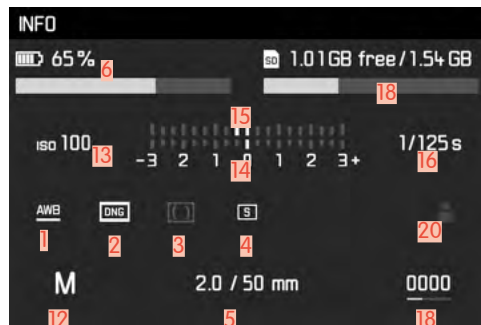 INFO
65% 6
SD 1.01GB free/1.54 GB 18
15
ISO 100 13
-3 2 1 0 1 2 3+ 14
1/125s 16
AWB DNG [( )] S
1 2 3 4 20
M 2.0 / 50 mm 0000
12 5 18